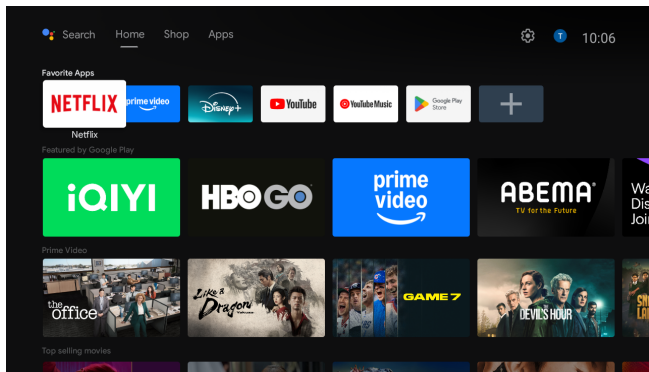 Search Home Shop Apps T 10:06
Favorite Apps
NETFLIX prime video Disney+ YouTube YouTube Music Google Play Store
Netflix
Featured by Google Play
iQIYI HBO GO prime video ABEMA TV for the Future
Prime Video
the office Like a Dragon GAME 7 THE DEVIL'S HOUR
Top selling movies